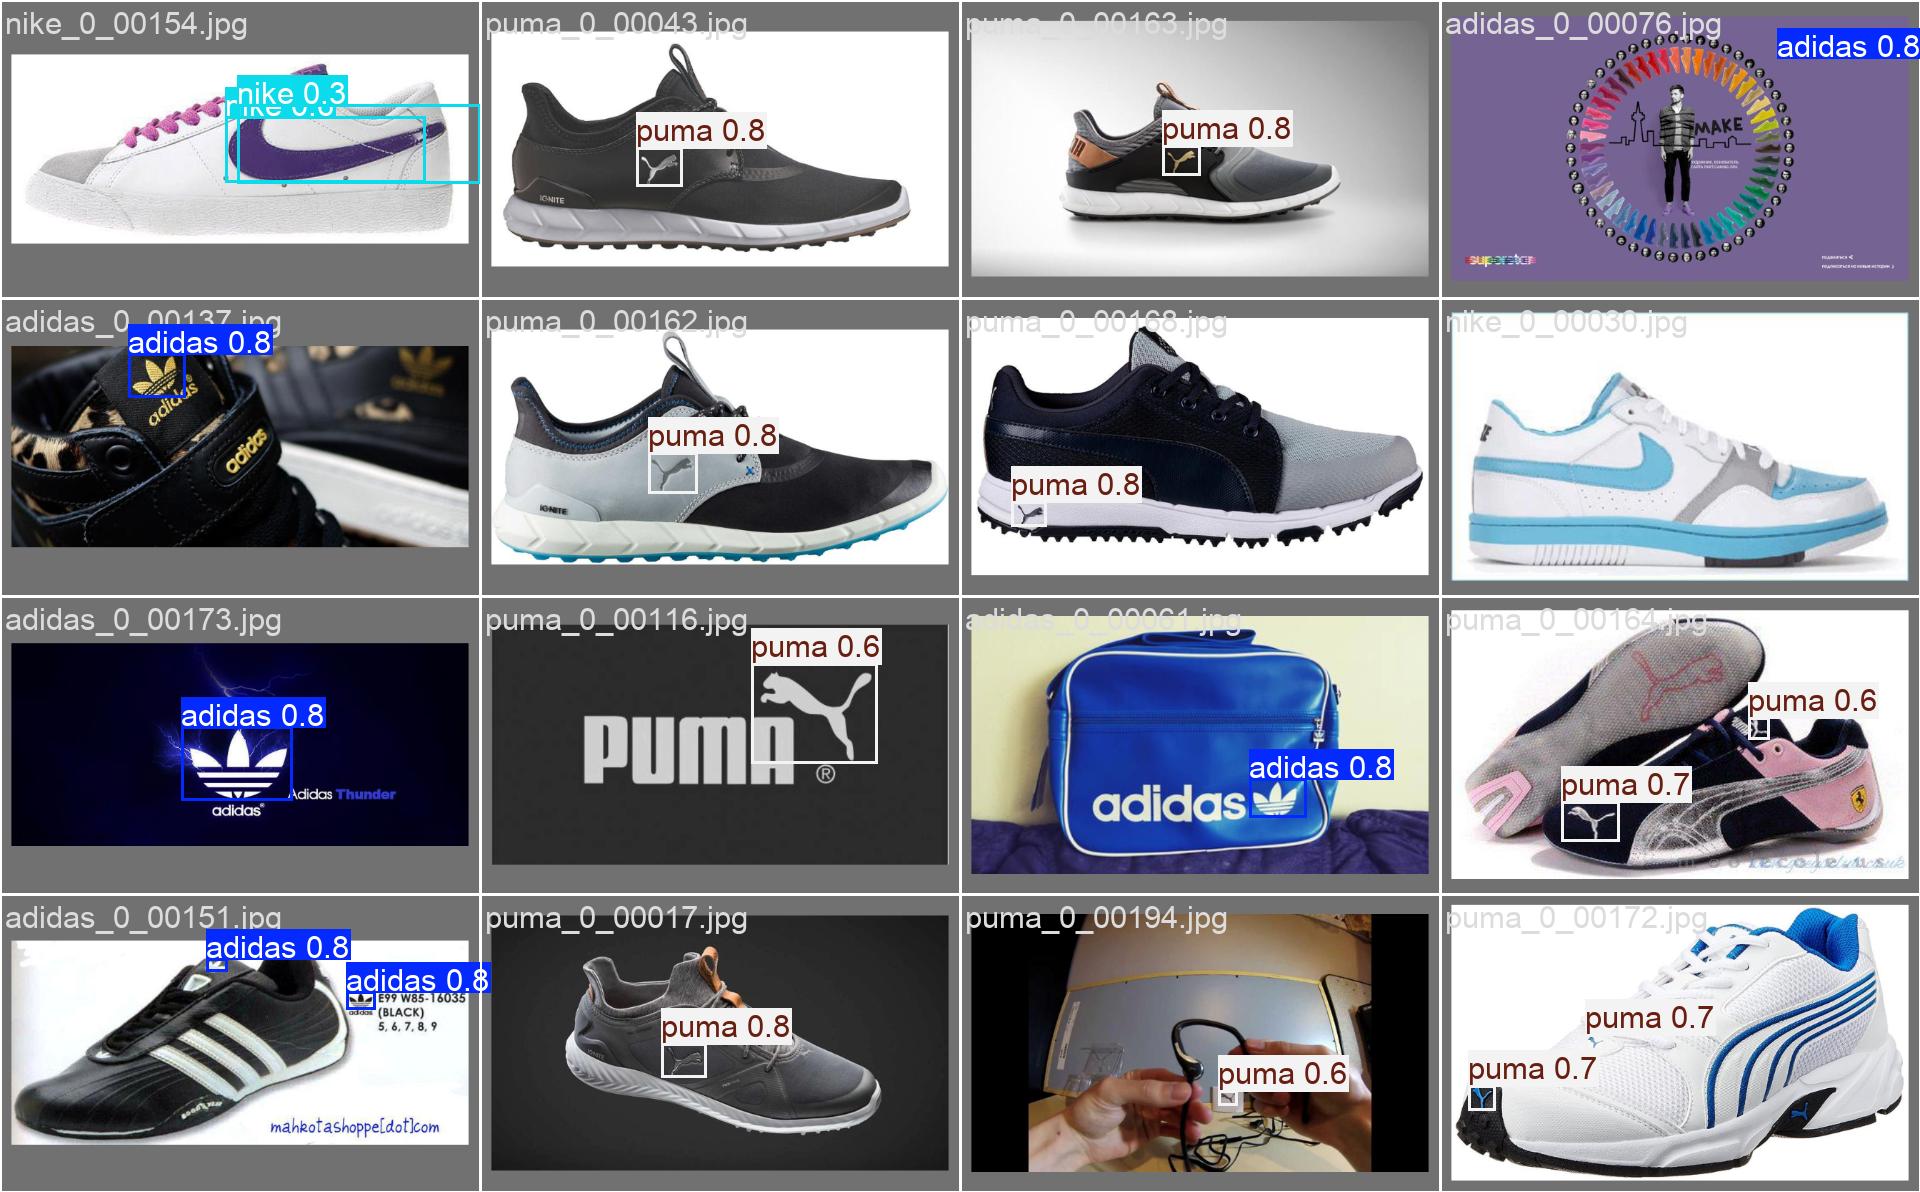 nike_0_00154.jpg
nike 0.3
puma_0_00043.jpg
puma 0.8
IGNITE
puma_0_00163.jpg
puma 0.8
adidas_0_00076.jpg
adidas 0.8
MAKE
superstar
adidas_0_00137.jpg
adidas 0.8
adidas
adidas
puma_0_00162.jpg
puma 0.8
IGNITE
puma_0_00168.jpg
puma 0.8
nike_0_00030.jpg
adidas_0_00173.jpg
adidas 0.8
Adidas Thunder
adidas®
puma_0_00116.jpg
puma 0.6
PUMA ®
adidas_0_00061.jpg
adidas 0.8
adidas
puma_0_00164.jpg
puma 0.6
puma 0.7
adidas_0_00151.jpg
adidas 0.8
adidas 0.8
E99 W85-16035
(BLACK)
5, 6, 7, 8, 9
adidas
mahkotashoppe[dot]com
puma_0_00017.jpg
puma 0.8
puma_0_00194.jpg
puma 0.6
puma_0_00172.jpg
puma 0.7
puma 0.7